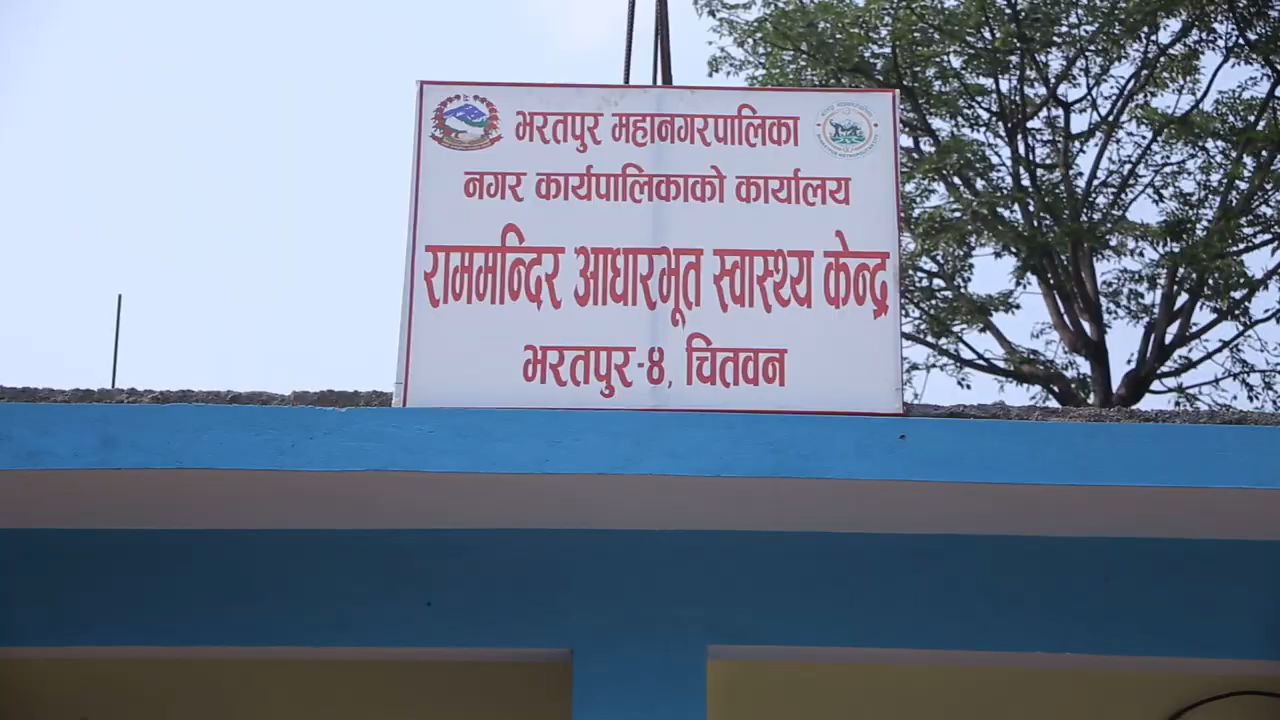 भरतपुर महानगरपालिका
नगर कार्यपालिकाको कार्यालय
राममन्दिर आधारभूत स्वास्थ्य केन्द्र
भरतपुर-४, चितवन